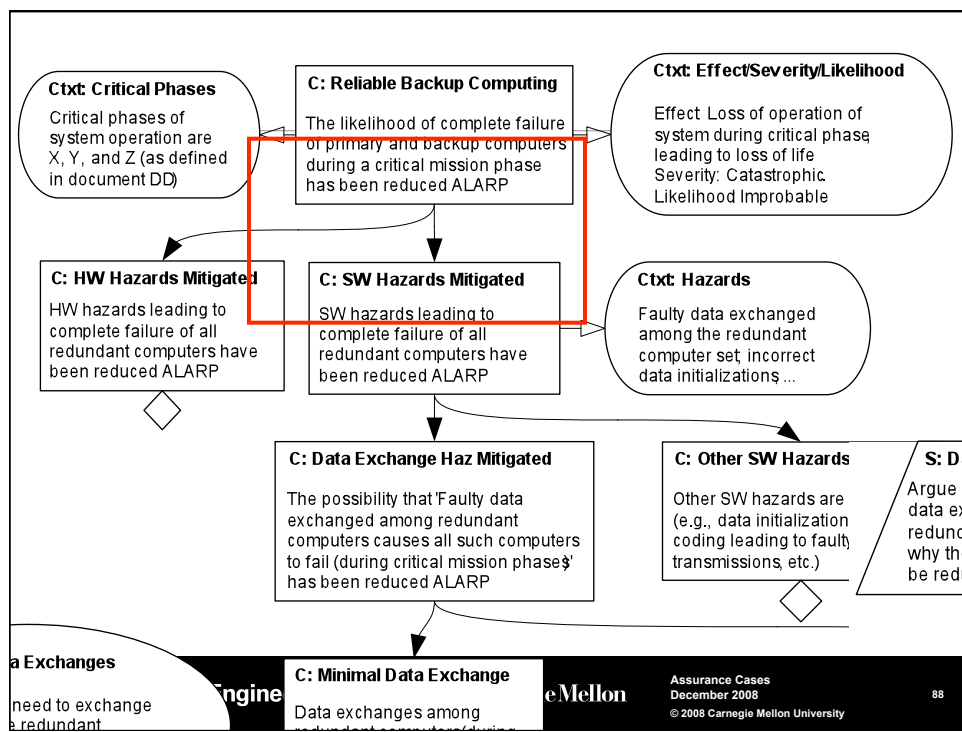 Ctxt: Critical Phases
Critical phases of
system operation are
X, Y, and Z (as defined
in document DD)
C: Reliable Backup Computing
The likelihood of complete failure
of primary and backup computers
during a critical mission phase
has been reduced ALARP
Ctxt: Effect/Severity/Likelihood
Effect: Loss of operation of
system during critical phase,
leading to loss of life
Severity: Catastrophic.
Likelihood Improbable
C: HW Hazards Mitigated
HW hazards leading to
complete failure of all
redundant computers have
been reduced ALARP
C: SW Hazards Mitigated
SW hazards leading to
complete failure of all
redundant computers have
been reduced ALARP
Ctxt: Hazards
Faulty data exchanged
among the redundant
computer set; incorrect
data initializations, ...
C: Data Exchange Haz Mitigated
The possibility that 'Faulty data
exchanged among redundant
computers causes all such computers
to fail (during critical mission phases)'
has been reduced ALARP
C: Other SW Hazards
Other SW hazards are
(e.g., data initialization
coding leading to faulty
transmissions, etc.)
S: D
Argue
data ex
redund
why the
be red
a Exchanges
need to exchange
e redundant
Engine
C: Minimal Data Exchange
Data exchanges among
redundant computers (during
e Mellon
Assurance Cases
December 2008
© 2008 Carnegie Mellon University
88